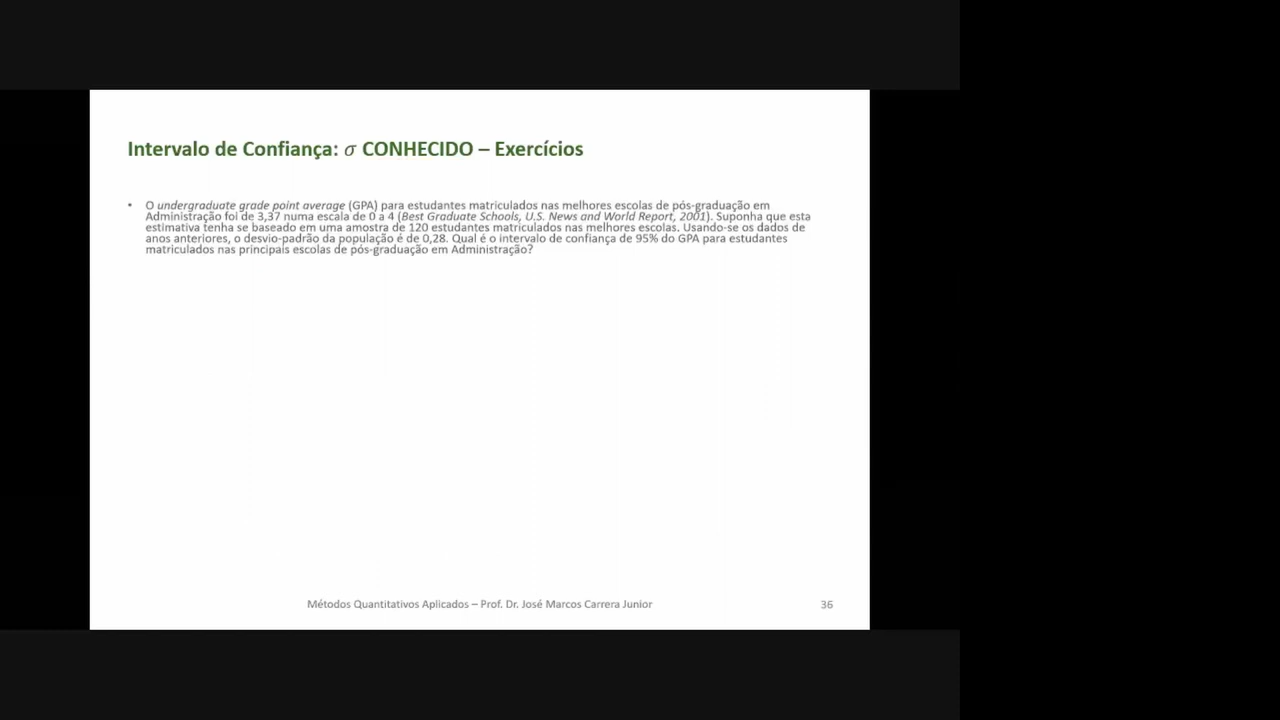 Intervalo de Confiança: σ CONHECIDO – Exercícios
• O undergraduate grade point average (GPA) para estudantes matriculados nas melhores escolas de pós-graduação em
Administração foi de 3,37 numa escala de 0 a 4 (Best Graduate Schools, U.S. News and World Report, 2001). Suponha que esta
estimativa tenha se baseado em uma amostra de 120 estudantes matriculados nas melhores escolas. Usando-se os dados de
anos anteriores, o desvio-padrão da população é de 0,28. Qual é o intervalo de confiança de 95% do GPA para estudantes
matriculados nas principais escolas de pós-graduação em Administração?
Métodos Quantitativos Aplicados – Prof. Dr. José Marcos Carrera Junior
36